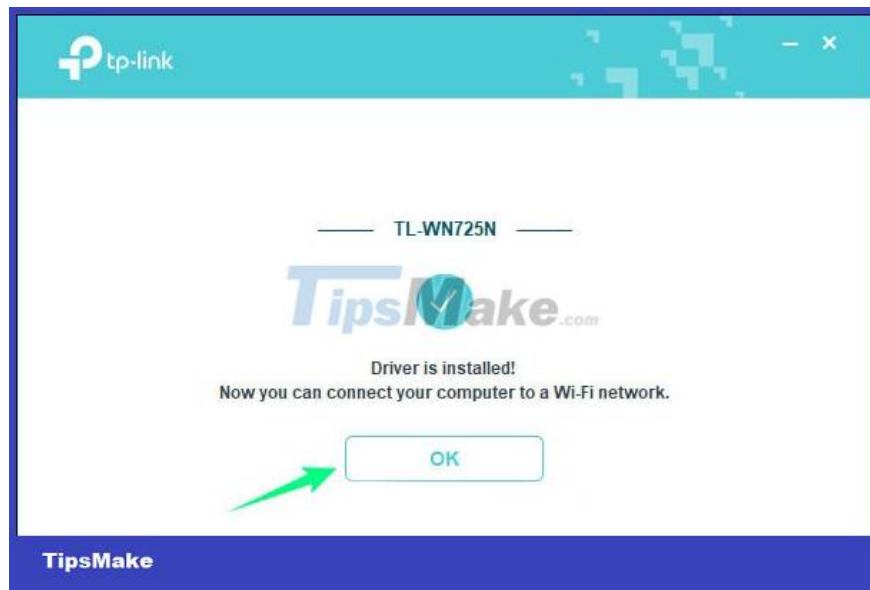 tp-link
TL-WN725N
TipsMake.com
Driver is installed!
Now you can connect your computer to a Wi-Fi network.
OK
TipsMake